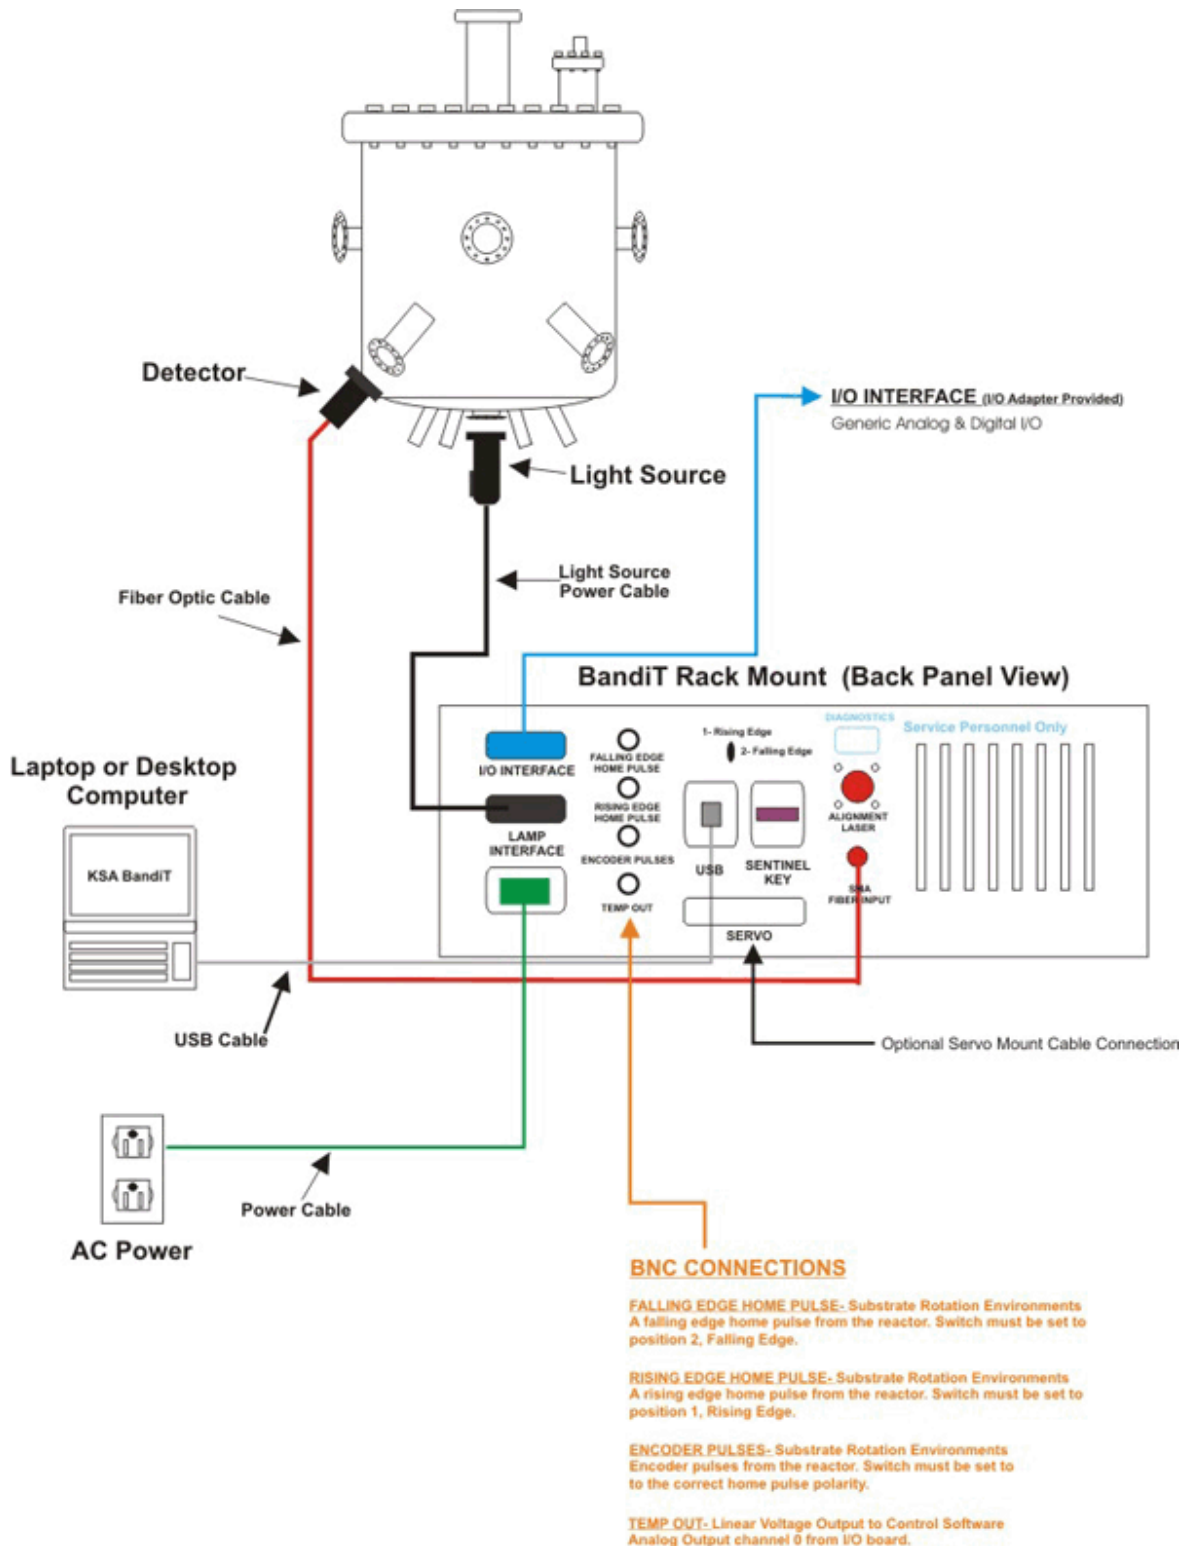 Detector
I/O INTERFACE (I/O Adapter Provided)
Generic Analog & Digital I/O
Light Source
Light Source
Power Cable
Fiber Optic Cable
BandiT Rack Mount (Back Panel View)
DIAGNOSTICS
Service Personnel Only
1- Rising Edge
2- Falling Edge
I/O INTERFACE
FALLING EDGE
HOME PULSE
Laptop or Desktop
Computer
RISING EDGE
HOME PULSE
ALIGNMENT
LASER
LAMP
INTERFACE
KSA BandiT
ENCODER PULSES
USB
SENTINEL
KEY
SMA
FIBER INPUT
TEMP OUT
SERVO
USB Cable
Optional Servo Mount Cable Connection
Power Cable
AC Power
BNC CONNECTIONS
FALLING EDGE HOME PULSE- Substrate Rotation Environments
A falling edge home pulse from the reactor. Switch must be set to
position 2, Falling Edge.
RISING EDGE HOME PULSE- Substrate Rotation Environments
A rising edge home pulse from the reactor. Switch must be set to
position 1, Rising Edge.
ENCODER PULSES- Substrate Rotation Environments
Encoder pulses from the reactor. Switch must be set to
to the correct home pulse polarity.
TEMP OUT- Linear Voltage Output to Control Software
Analog Output channel 0 from I/O board.